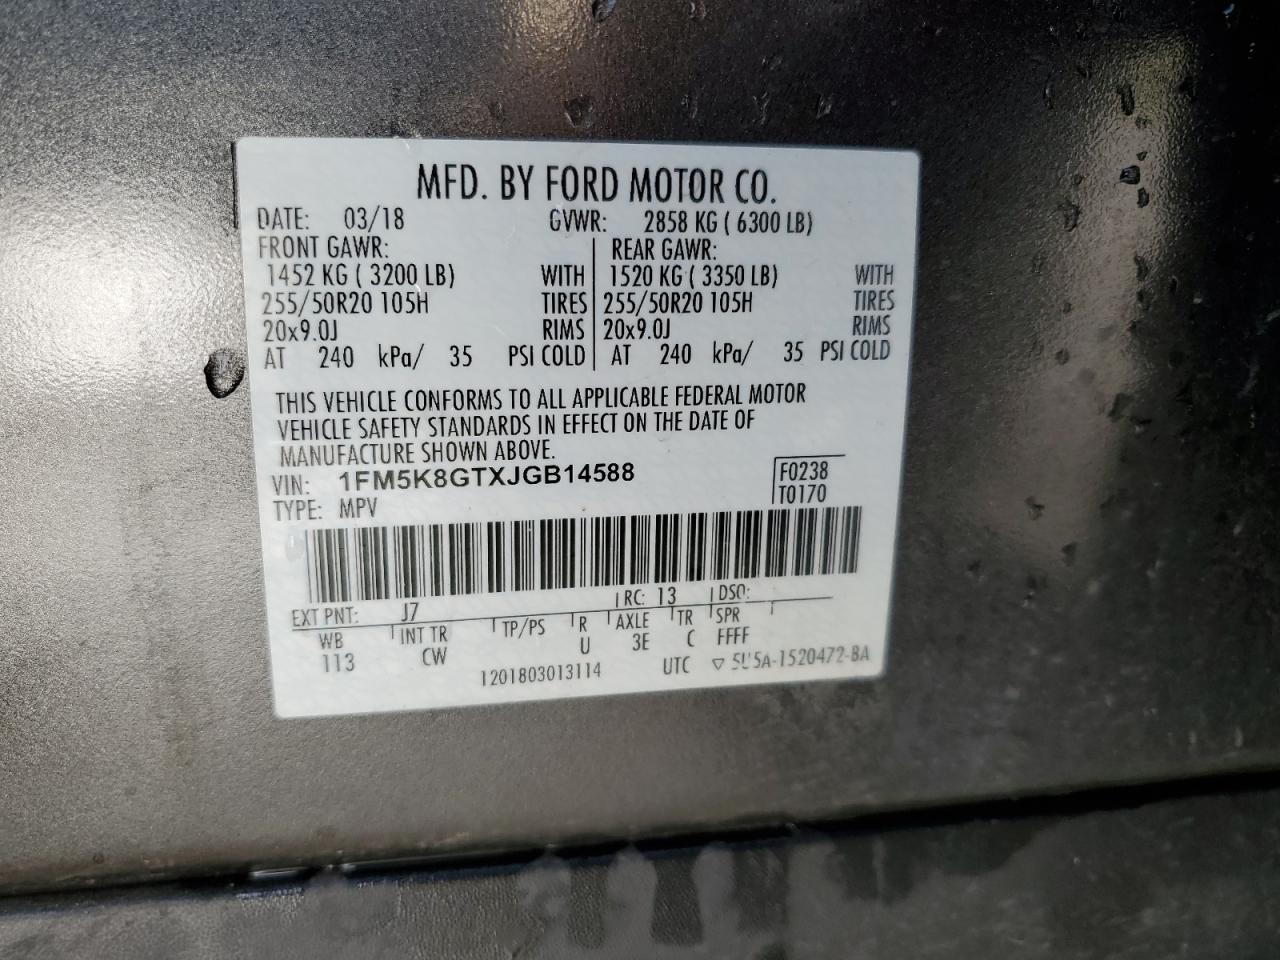 MFD. BY FORD MOTOR CO.
DATE: 03/18 GVWR: 2858 KG ( 6300 LB)
FRONT GAWR: REAR GAWR:
1452 KG ( 3200 LB) WITH 1520 KG ( 3350 LB) WITH
255/50R20 105H TIRES 255/50R20 105H TIRES
20x9.0J RIMS 20x9.0J RIMS
AT 240 kPa/ 35 PSI COLD AT 240 kPa/ 35 PSI COLD
THIS VEHICLE CONFORMS TO ALL APPLICABLE FEDERAL MOTOR
VEHICLE SAFETY STANDARDS IN EFFECT ON THE DATE OF
MANUFACTURE SHOWN ABOVE.
VIN: 1FM5K8GTXJGB14588 F0238
TYPE: MPV T0170
EXT PNT: J7 RC: 13 DSO:
WB INT TR TP/PS R AXLE TR SPR
113 CW U 3E C FFFF
1201803013114 UTC ▽ 5U5A-1520472-BA